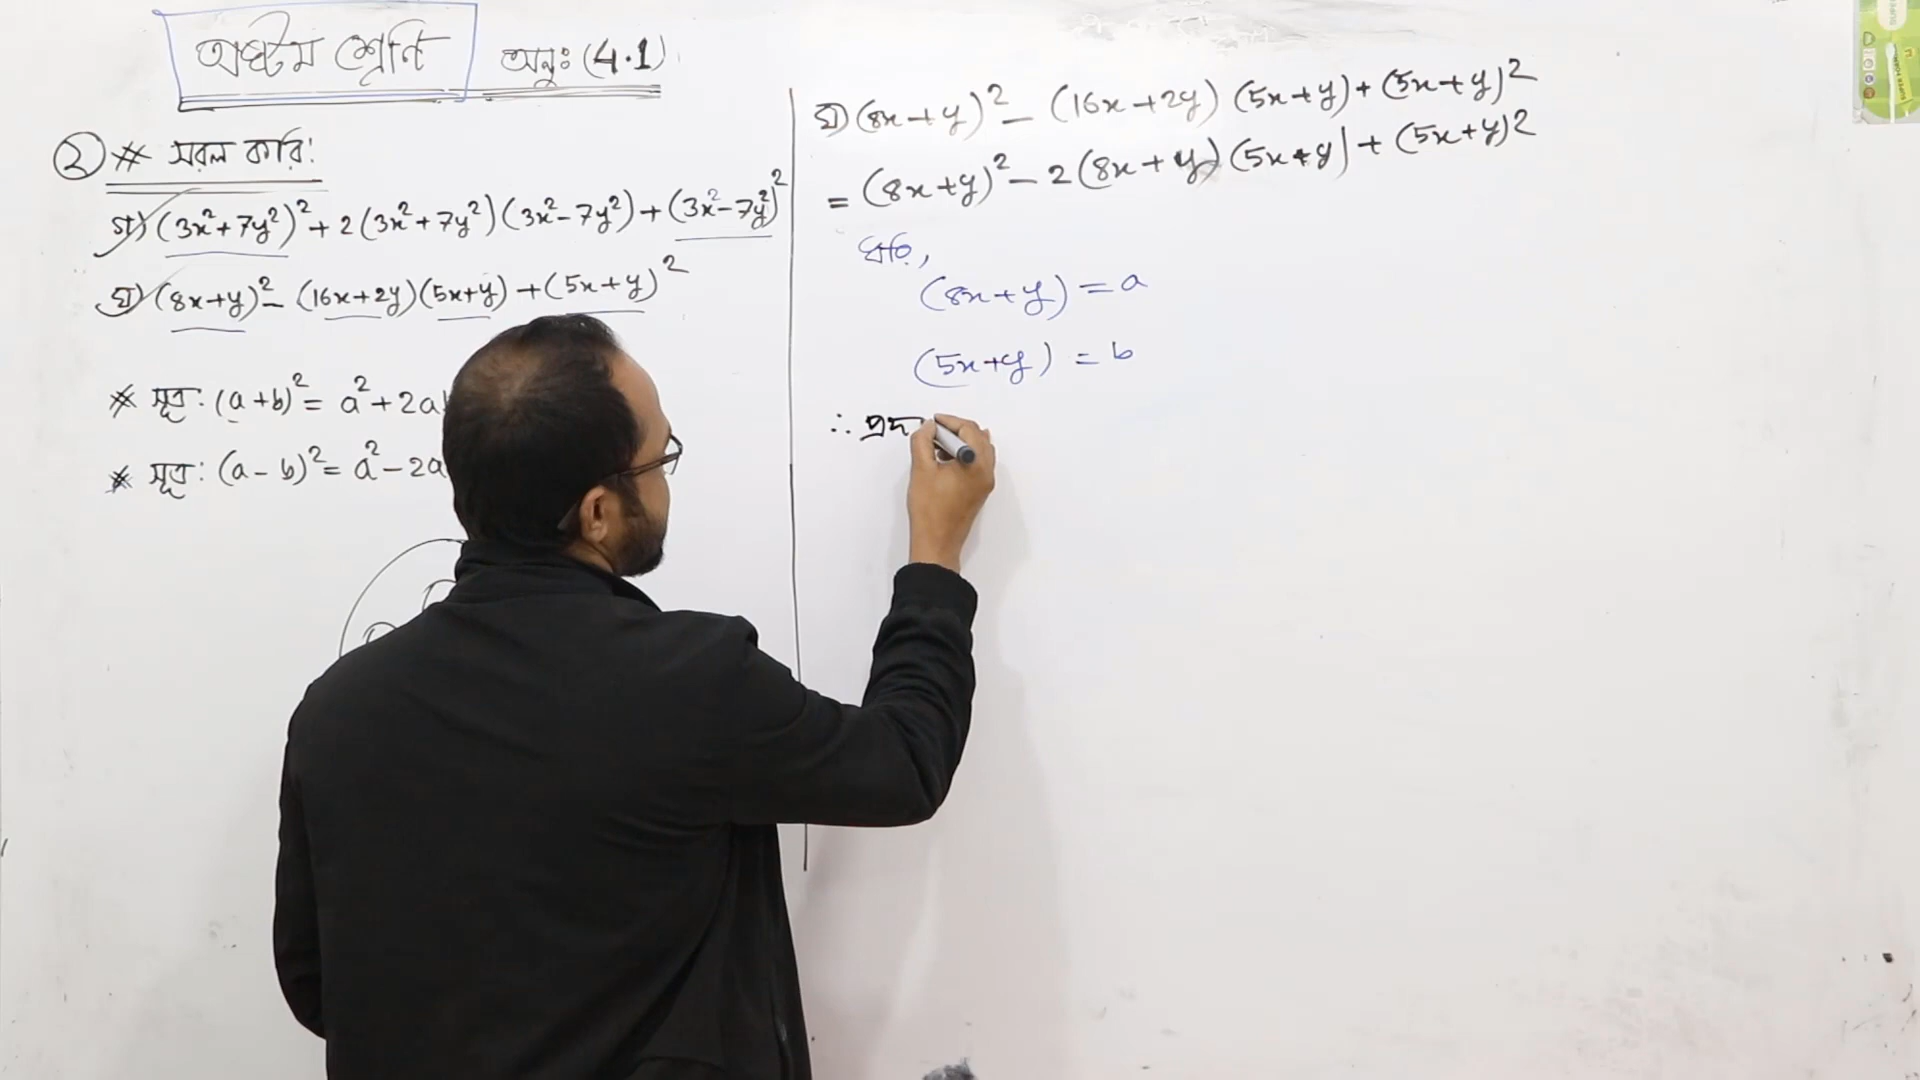 অষ্টম শ্রেণি অনুঃ (4.1)
২ # সরল করি:
গ) (3x²+7y²)² + 2(3x²+7y²)(3x²-7y²)+(3x²-7y²)²
ঘ) (8x+y)² - (16x+2y)(5x+y)+(5x+y)²
* সূত্র: (a+b)² = a²+2a
* সূত্র: (a-b)² = a²-2a
ঘ) (8x+y)² - (16x+2y)(5x+y)+(5x+y)²
= (8x+y)² - 2(8x+y)(5x+y)+(5x+y)²
ধরি,
(8x+y) = a
(5x+y) = b
∴ প্রদ